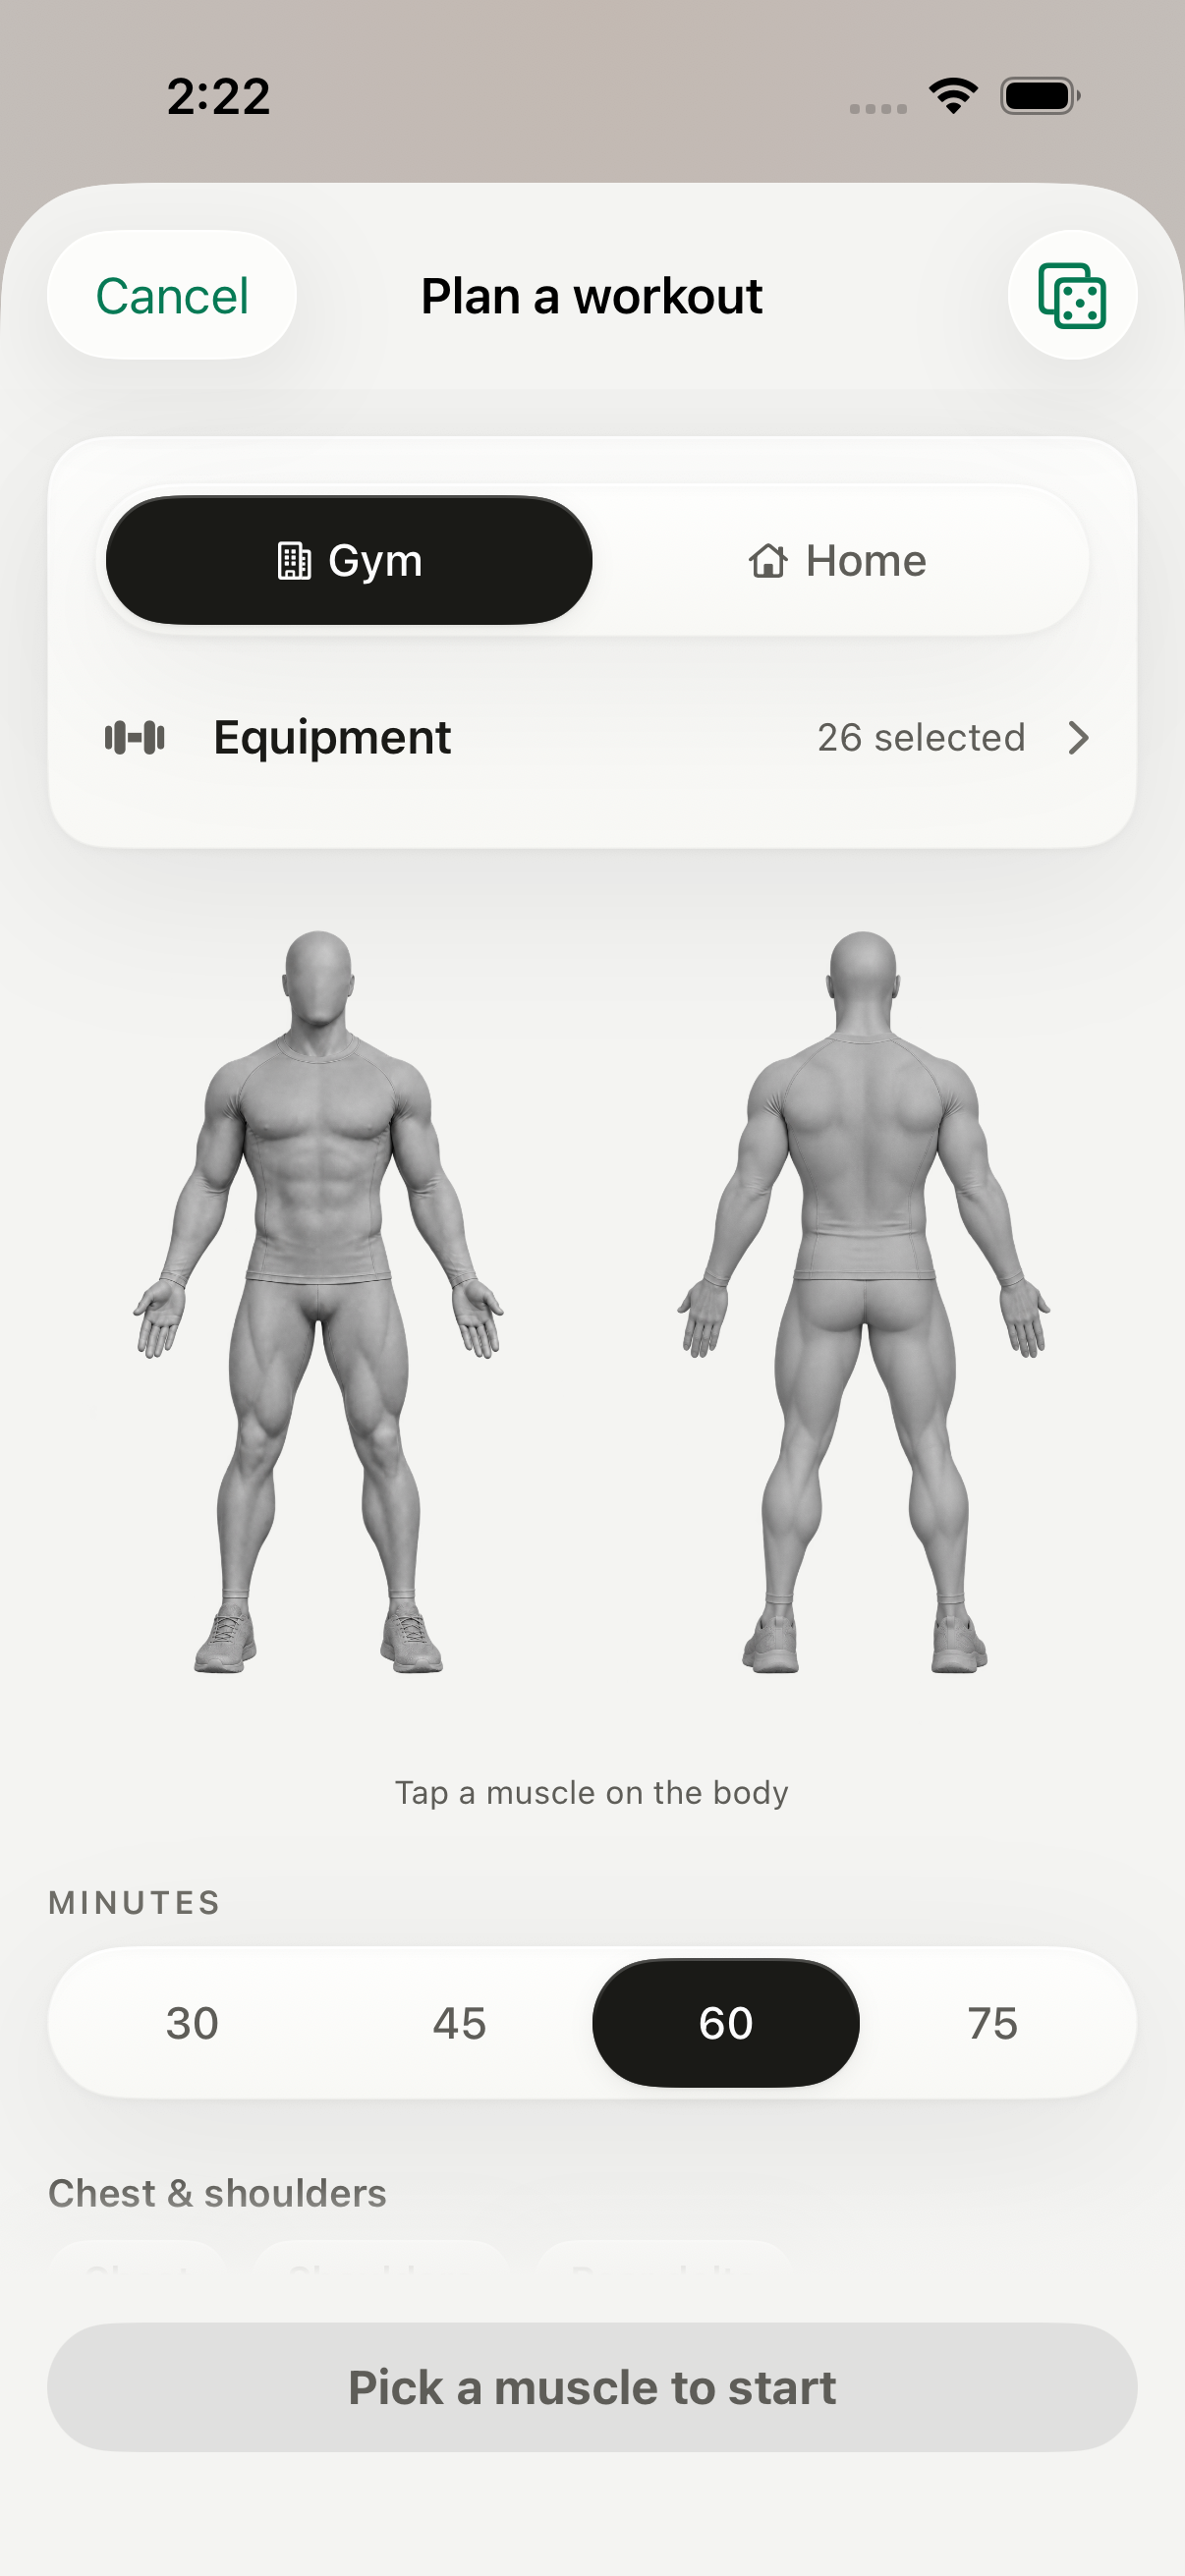 2:22
Cancel
Plan a workout
Gym
Home
Equipment
26 selected
Tap a muscle on the body
MINUTES
30
45
60
75
Chest & shoulders
Pick a muscle to start